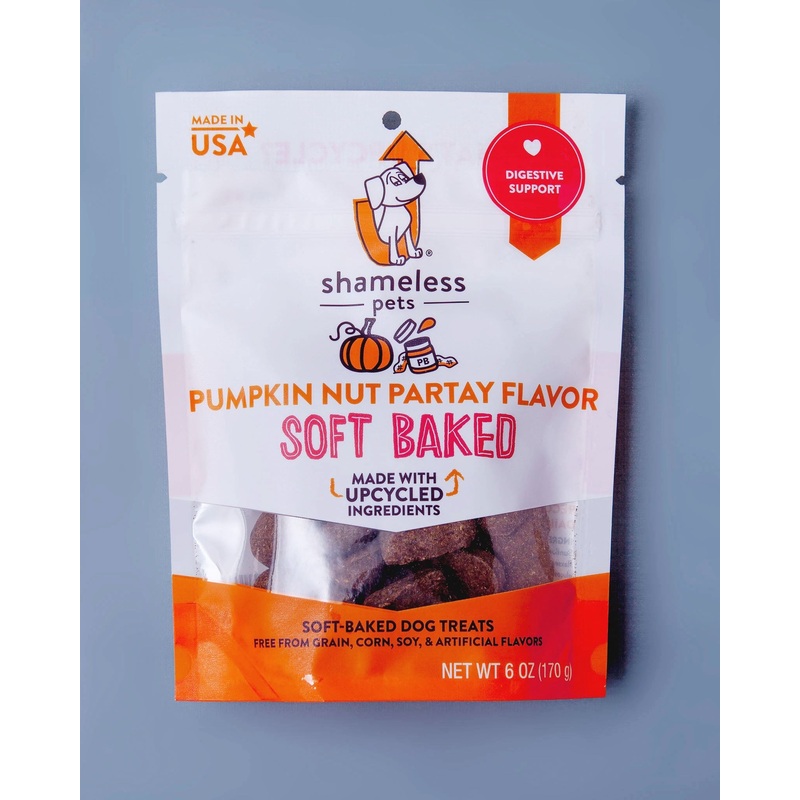 MADE IN
USA
DIGESTIVE
SUPPORT
®
shameless
pets
PB
PUMPKIN NUT PARTAY FLAVOR
SOFT BAKED
MADE WITH
UPCYCLED
INGREDIENTS
SOFT-BAKED DOG TREATS
FREE FROM GRAIN, CORN, SOY, & ARTIFICIAL FLAVORS
NET WT 6 OZ (170 g)